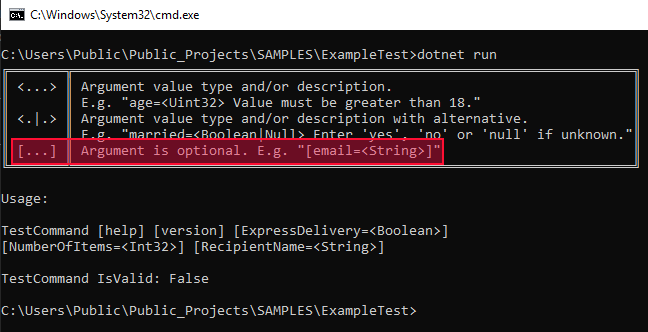 C:\Windows\System32\cmd.exe
C:\Users\Public\Public_Projects\SAMPLES\ExampleTest>dotnet run
<...> Argument value type and/or description.
E.g. "age=<Uint32> Value must be greater than 18."
<.|.> Argument value type and/or description with alternative.
E.g. "married=<Boolean|Null> Enter 'yes', 'no' or 'null' if unknown."
[...] Argument is optional. E.g. "[email=<String>]"
Usage:
TestCommand [help] [version] [ExpressDelivery=<Boolean>]
[NumberOfItems=<Int32>] [RecipientName=<String>]
TestCommand IsValid: False
C:\Users\Public\Public_Projects\SAMPLES\ExampleTest>